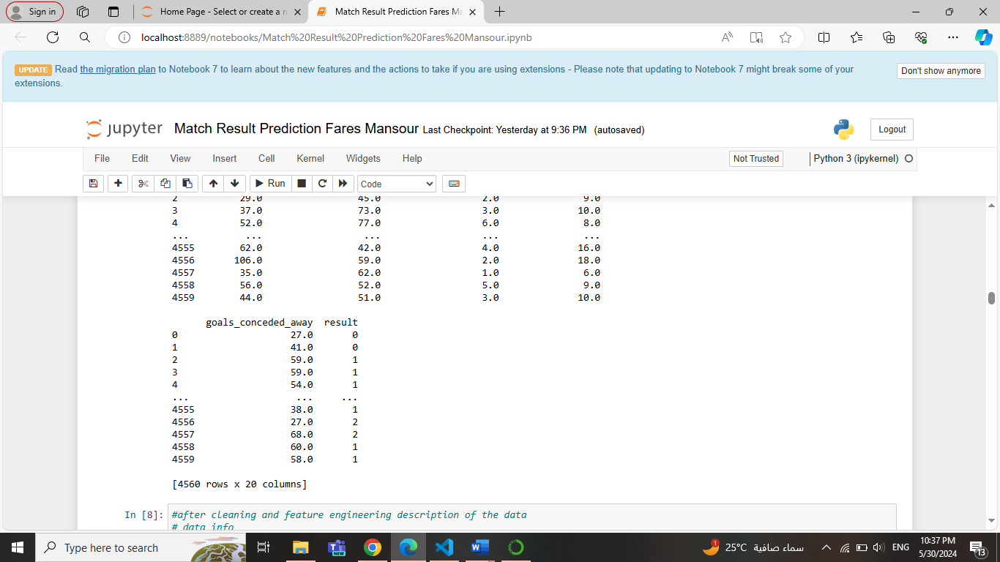 Sign in
Home Page - Select or create a n
Match Result Prediction Fares Ma
localhost:8889/notebooks/Match%20Result%20Prediction%20Fares%20Mansour.ipynb
UPDATE Read the migration plan to Notebook 7 to learn about the new features and the actions to take if you are using extensions - Please note that updating to Notebook 7 might break some of your
extensions.
Don't show anymore
jupyter Match Result Prediction Fares Mansour Last Checkpoint: Yesterday at 9:36 PM (autosaved)
Logout
File Edit View Insert Cell Kernel Widgets Help
Not Trusted Python 3 (ipykernel)
Run Code
2 29.0 45.0 2.0 9.0
3 37.0 73.0 3.0 10.0
4 52.0 77.0 6.0 8.0
... ... ... ... ...
4555 62.0 42.0 4.0 16.0
4556 106.0 59.0 2.0 18.0
4557 35.0 62.0 1.0 6.0
4558 56.0 52.0 5.0 9.0
4559 44.0 51.0 3.0 10.0
goals_conceded_away result
0 27.0 0
1 41.0 0
2 59.0 1
3 59.0 1
4 54.0 1
... ... ...
4555 38.0 1
4556 27.0 2
4557 68.0 2
4558 60.0 1
4559 58.0 1
[4560 rows x 20 columns]
In [8]: #after cleaning and feature engineering description of the data
# data info
Type here to search
NEW
1
25°C سماء صافية
ENG
10:37 PM
5/30/2024
13